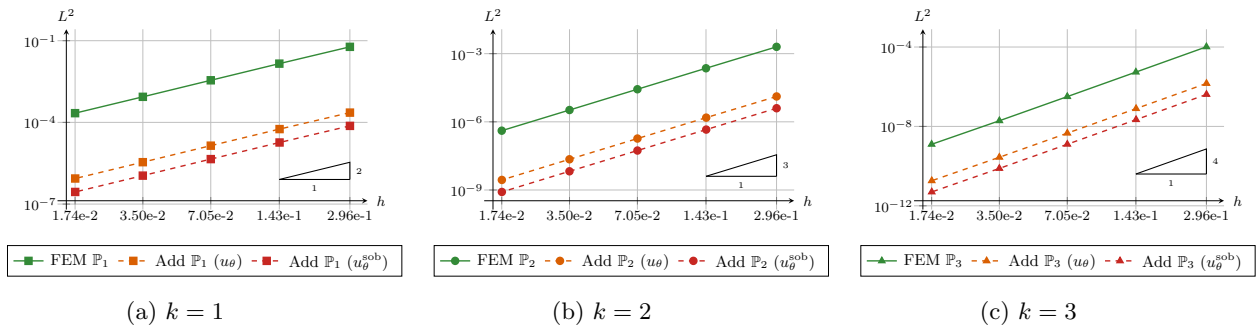 L²
10⁻¹
10⁻⁴
10⁻⁷
1.74e-2 3.50e-2 7.05e-2 1.43e-1 2.96e-1
h
1
2
FEM ℙ₁ Add ℙ₁ (u_θ) Add ℙ₁ (u_θ^sob)
(a) k = 1
L²
10⁻³
10⁻⁶
10⁻⁹
1.74e-2 3.50e-2 7.05e-2 1.43e-1 2.96e-1
h
1
3
FEM ℙ₂ Add ℙ₂ (u_θ) Add ℙ₂ (u_θ^sob)
(b) k = 2
L²
10⁻⁴
10⁻⁸
10⁻¹²
1.74e-2 3.50e-2 7.05e-2 1.43e-1 2.96e-1
h
1
4
FEM ℙ₃ Add ℙ₃ (u_θ) Add ℙ₃ (u_θ^sob)
(c) k = 3